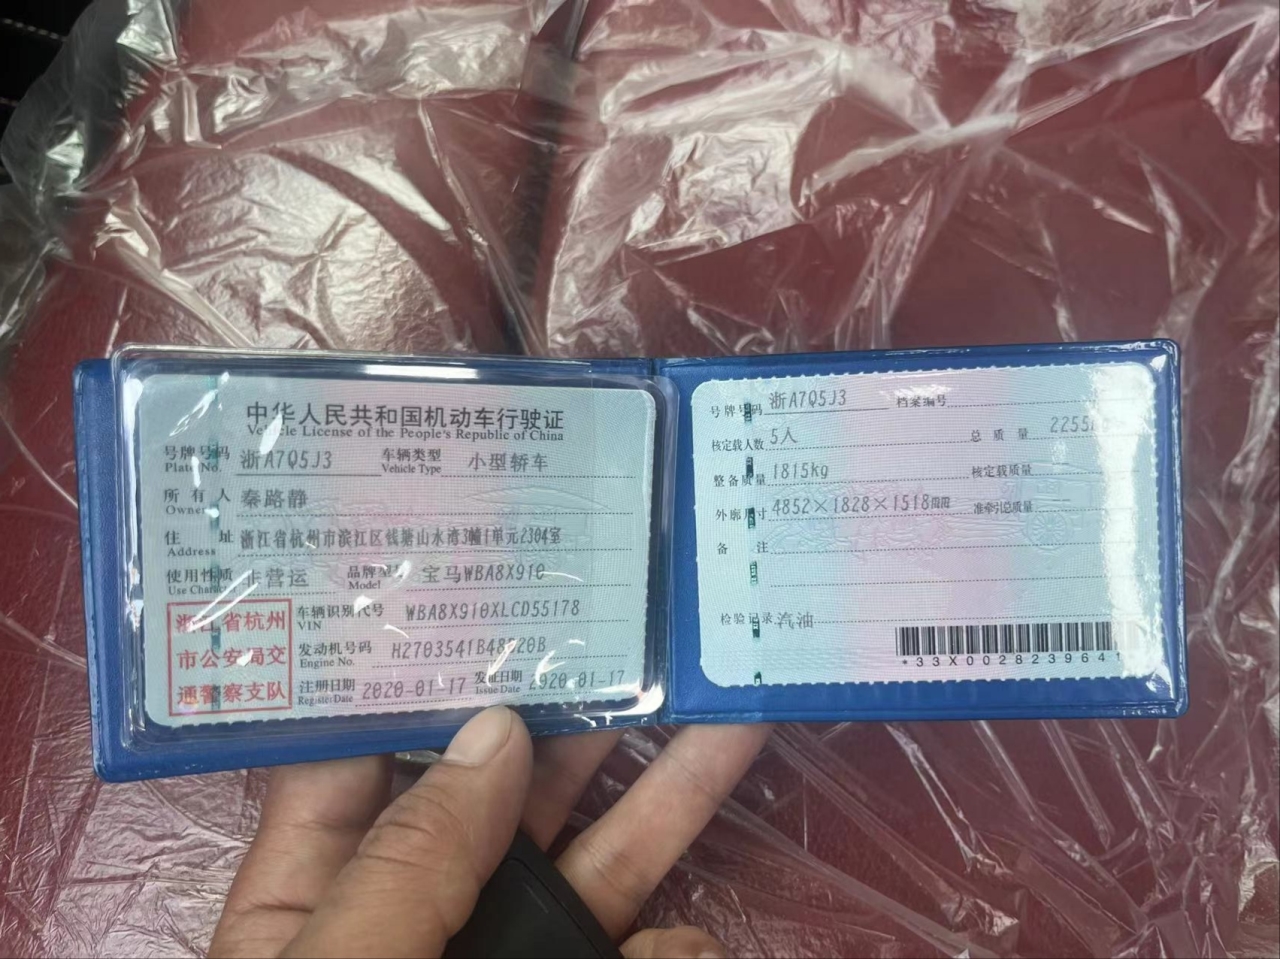 中华人民共和国机动车行驶证
Vehicle License of the People's Republic of China
号牌号码 浙A7Q5J3 车辆类型 小型轿车
Plate No. Vehicle Type
所有人 秦路静
Owner
住址 浙江省杭州市滨江区钱塘山水湾3幢1单元2304室
Address
使用性质 非营运 品牌型号 宝马WBA8X910
Use Character Model
浙江省杭州
市公安局交
通警察支队
车辆识别代号 WBA8X910XLCD55178
VIN
发动机号码
Engine No.
注册日期 2020-01-17 发证日期 2020-01-17
Register Date Issue Date
号牌号码 浙A7Q5J3 档案编号
核定载人数 5人 总质量
整备质量 1815kg 核定载质量
外廓尺寸 4852×1828×1518mm 准牵引总质量
备注
检验记录 汽油
*33X0028239641